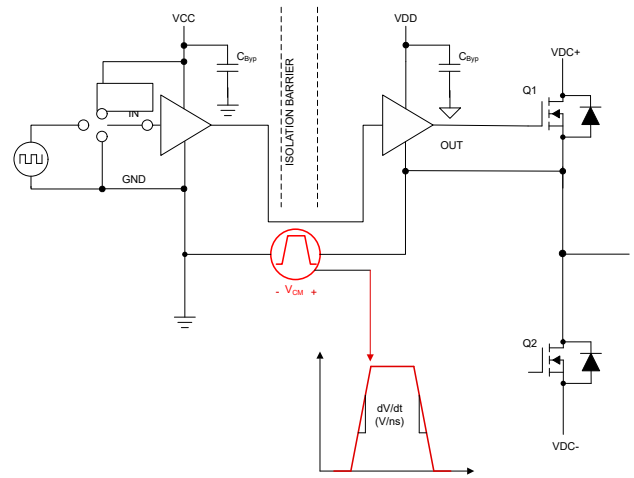 VCC
VDD
VDC+
CByp
CByp
Q1
IN
ISOLATION BARRIER
OUT
GND
- VCM +
Q2
dV/dt
(V/ns)
VDC-